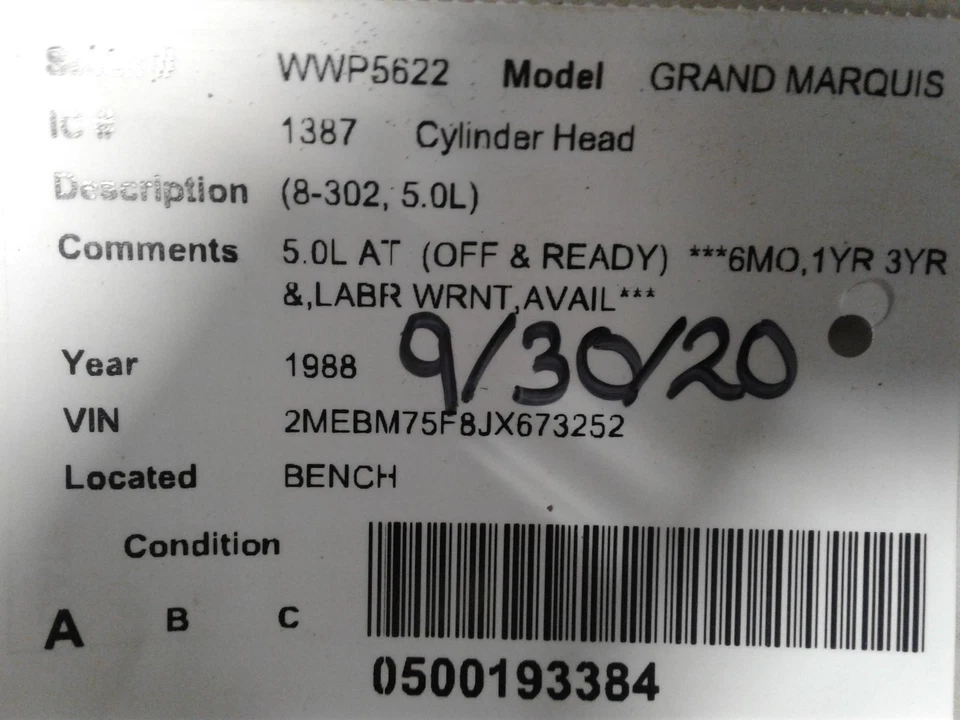 WWP5622 Model GRAND MARQUIS
IC # 1387 Cylinder Head
Description (8-302, 5.0L)
Comments 5.0L AT (OFF & READY) ***6MO,1YR 3YR
&,LABR WRNT,AVAIL***
9/30/20
Year 1988
VIN 2MEBM75F8JX673252
Located BENCH
Condition
A B C
0500193384